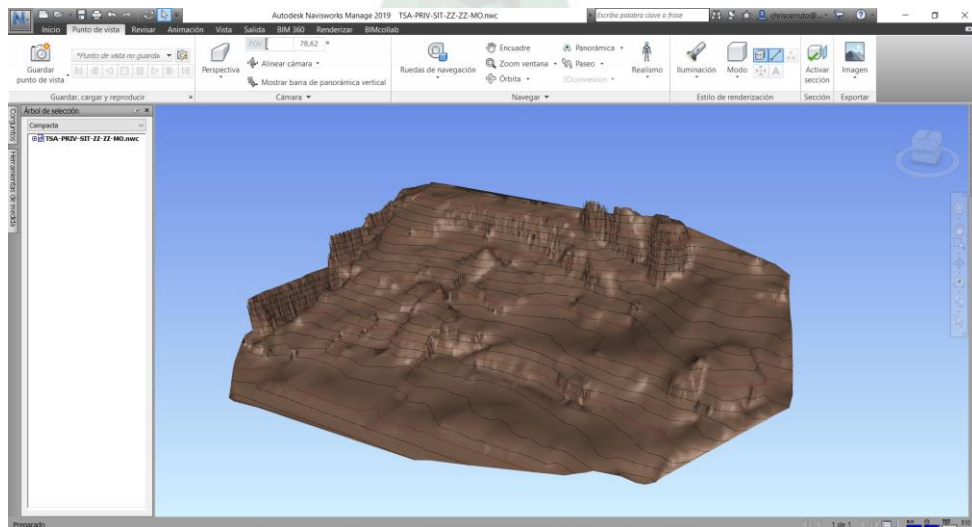 Autodesk Navisworks Manage 2019 TSA-PRIV-SIT-ZZ-ZZ-MO.nwc
Escriba palabra clave o frase
Inicio Punto de vista Revisar Animación Vista Salida BIM 360 Renderizar BIMcollab
Guardar punto de vista
*Punto de vista no guarda
Perspectiva
FOV 78,62 °
Alinear cámara
Mostrar barra de panorámica vertical
Ruedas de navegación
Encuadre
Zoom ventana
Órbita
Panorámica
Paseo
3Dconnexion
Realismo
Iluminación
Modo
Activar sección
Imagen
Guardar, cargar y reproducir
Cámara
Navegar
Estilo de renderización
Sección
Exportar
Conjuntos
Herramientas de medida
Árbol de selección
Compacta
TSA-PRIV-SIT-ZZ-ZZ-MO.nwc
Preparado
1 de 1